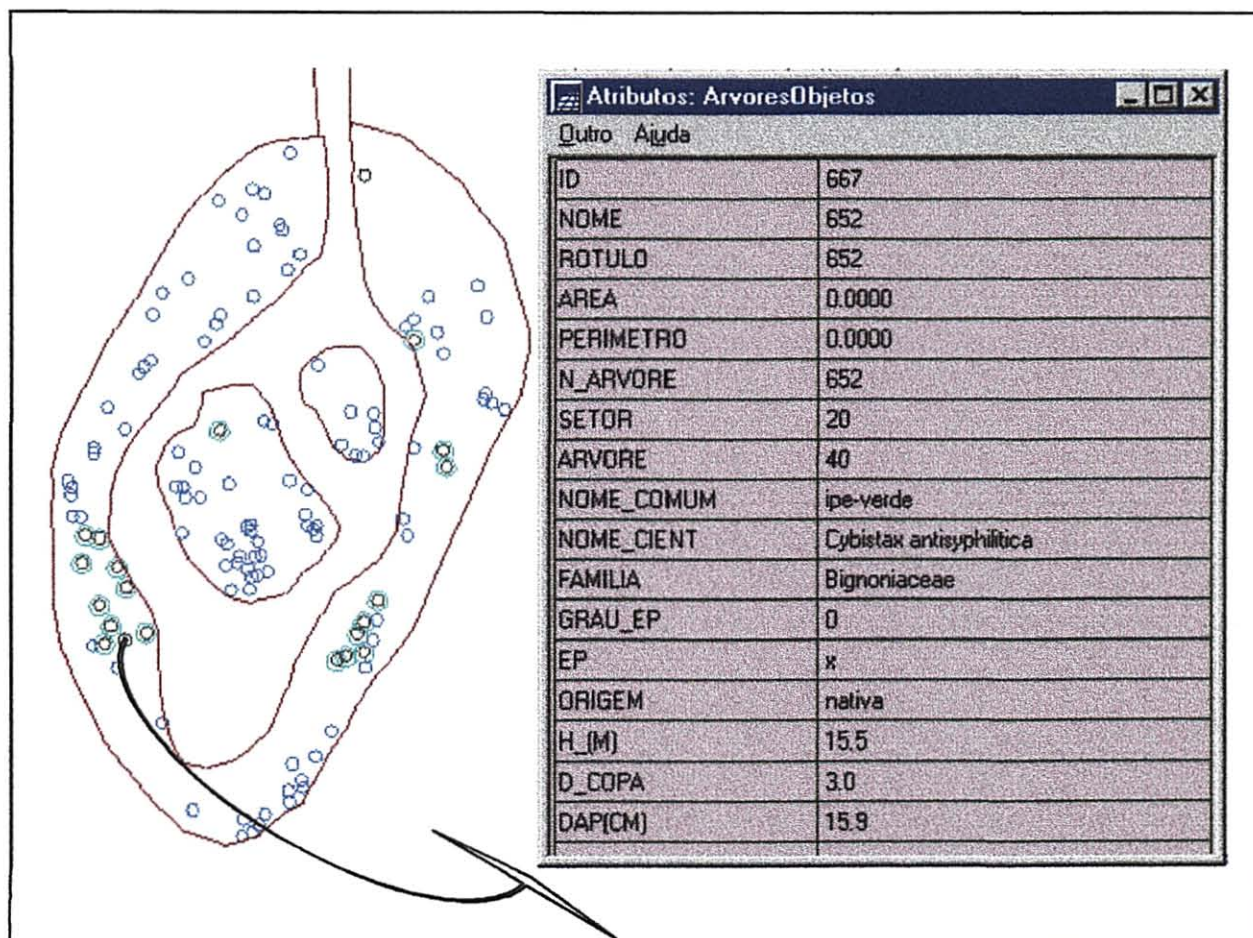 Atributos: ArvoresObjetos
Outro Ajuda
ID 667
NOME 652
ROTULO 652
AREA 0.0000
PERIMETRO 0.0000
N_ARVORE 652
SETOR 20
ARVORE 40
NOME_COMUM ipe-verde
NOME_CIENT Cybistax antisyphilitica
FAMILIA Bignoniaceae
GRAU_EP 0
EP x
ORIGEM nativa
H_(M) 15.5
D_COPA 3.0
DAP(CM) 15.9